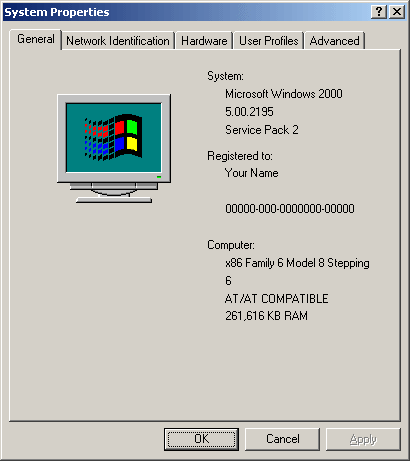 System Properties
General
Network Identification
Hardware
User Profiles
Advanced
System:
Microsoft Windows 2000
5.00.2195
Service Pack 2
Registered to:
Your Name
00000-000-0000000-00000
Computer:
x86 Family 6 Model 8 Stepping
6
AT/AT COMPATIBLE
261,616 KB RAM
OK
Cancel
Apply